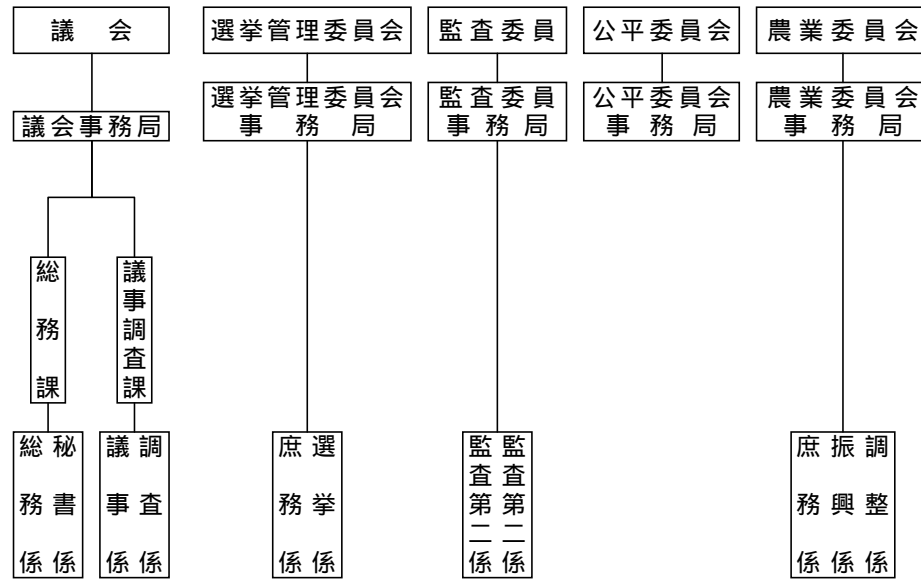 議会
選挙管理委員会
監査委員
公平委員会
農業委員会
議会事務局
選挙管理委員会
事務局
監査委員
事務局
公平委員会
事務局
農業委員会
事務局
総務課
議事調査課
総務係
秘書係
議事係
調査係
庶務係
選挙係
監査第二係
監査第二係
庶務係
振興係
調整係